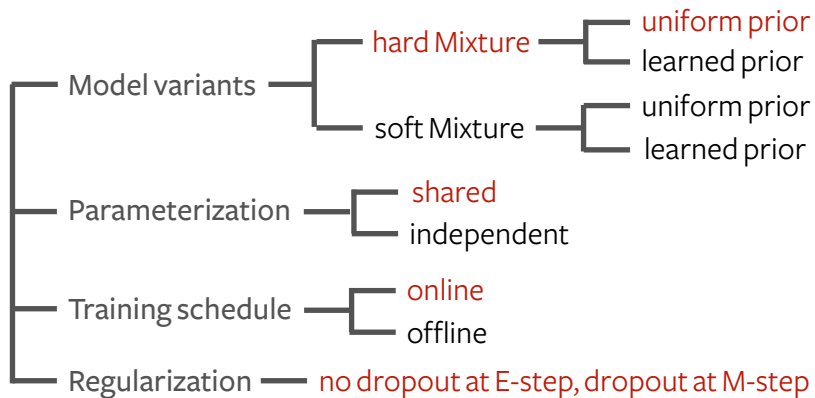 Model variants
hard Mixture
uniform prior
learned prior
soft Mixture
uniform prior
learned prior
Parameterization
shared
independent
Training schedule
online
offline
Regularization
no dropout at E-step, dropout at M-step